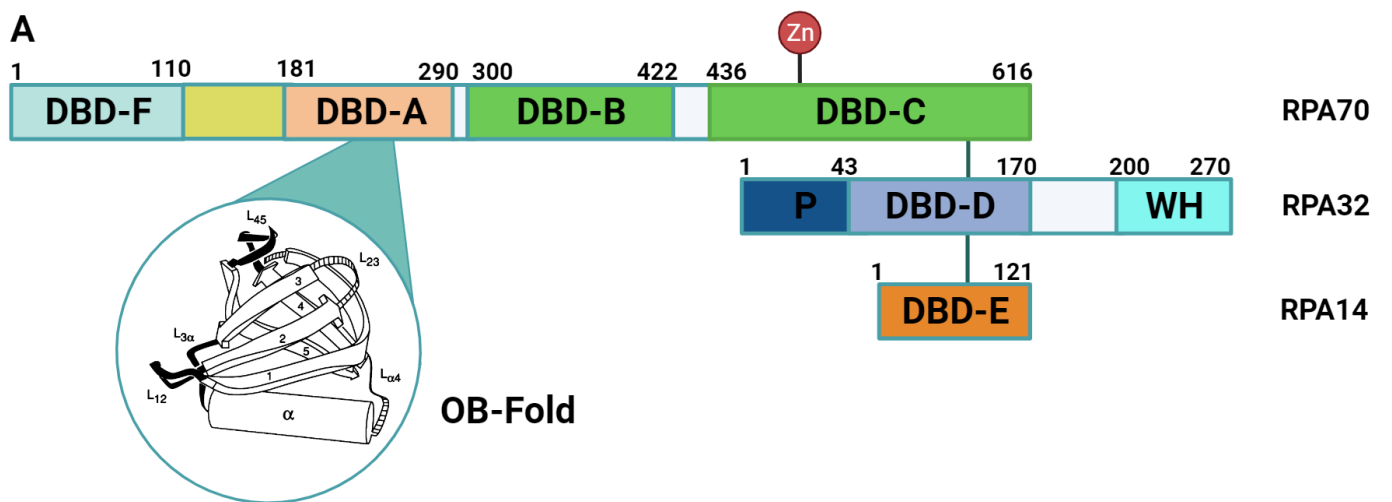 A
Zn
1 110 181 290 300 422 436 616
DBD-F DBD-A DBD-B DBD-C RPA70
1 43 170 200 270
P DBD-D WH RPA32
1 121
DBD-E RPA14
L45
L23
3
4
L3α
2
5
1
Lα4
L12
α
OB-Fold